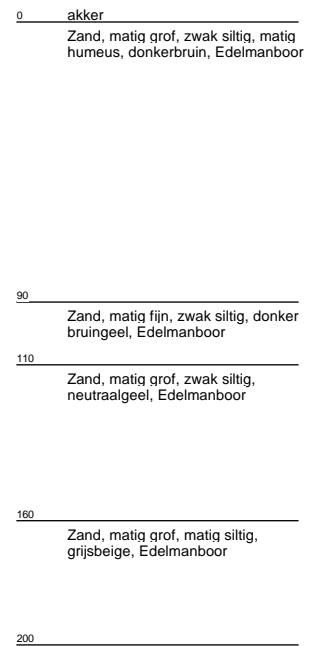 0 akker
Zand, matig grof, zwak siltig, matig
humeus, donkerbruin, Edelmanboor
90
Zand, matig fijn, zwak siltig, donker
bruingeel, Edelmanboor
110
Zand, matig grof, zwak siltig,
neutraalgeel, Edelmanboor
160
Zand, matig grof, matig siltig,
grijsbeige, Edelmanboor
200